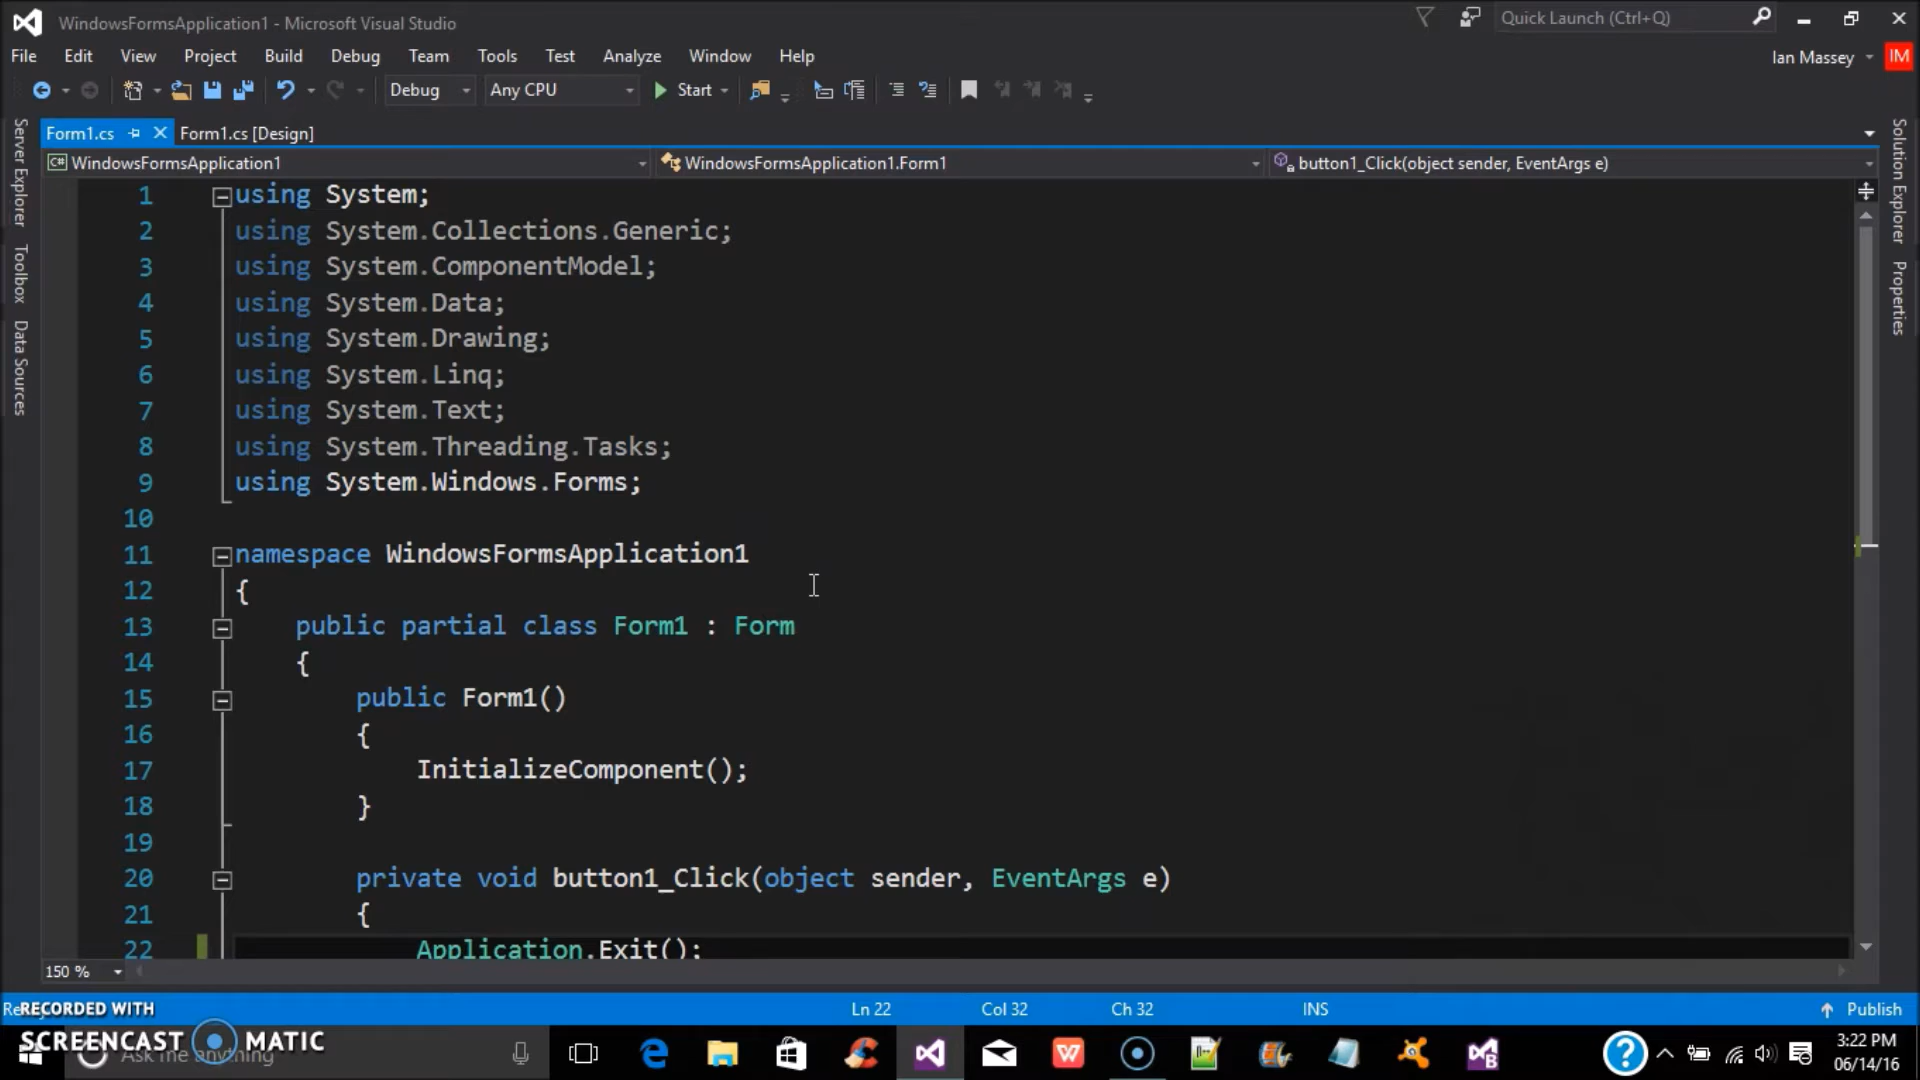 WindowsFormsApplication1 - Microsoft Visual Studio
Quick Launch (Ctrl+Q)
File Edit View Project Build Debug Team Tools Test Analyze Window Help
Ian Massey IM
Debug Any CPU Start
Form1.cs Form1.cs [Design]
C# WindowsFormsApplication1 WindowsFormsApplication1.Form1 button1_Click(object sender, EventArgs e)
Server Explorer
Toolbox
Data Sources
Solution Explorer
Properties
1 using System;
2 using System.Collections.Generic;
3 using System.ComponentModel;
4 using System.Data;
5 using System.Drawing;
6 using System.Linq;
7 using System.Text;
8 using System.Threading.Tasks;
9 using System.Windows.Forms;
10
11 namespace WindowsFormsApplication1
12 {
13 public partial class Form1 : Form
14 {
15 public Form1()
16 {
17 InitializeComponent();
18 }
19
20 private void button1_Click(object sender, EventArgs e)
21 {
22 Application.Exit();
150 %
Ln 22 Col 32 Ch 32 INS Publish
RECORDED WITH
SCREENCAST MATIC
Ask me anything
3:22 PM
06/14/16